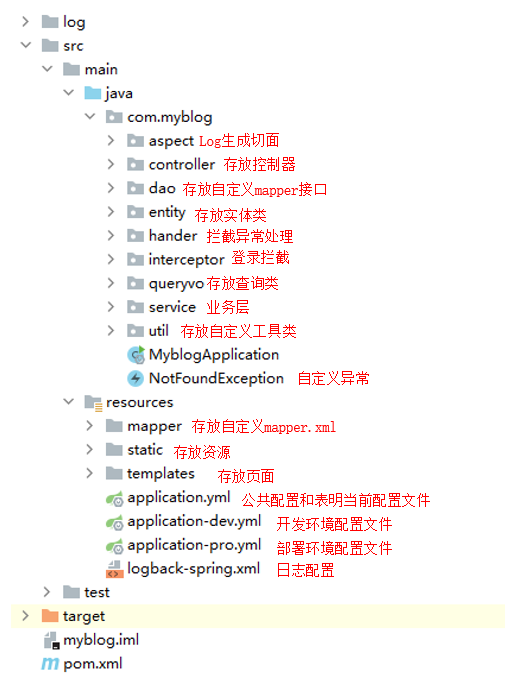 log
src
main
java
com.myblog
aspect Log生成切面
controller 存放控制器
dao 存放自定义mapper接口
entity 存放实体类
hander 拦截异常处理
interceptor 登录拦截
queryvo 存放查询类
service 业务层
util 存放自定义工具类
MyblogApplication
NotFoundException 自定义异常
resources
mapper 存放自定义mapper.xml
static 存放资源
templates 存放页面
application.yml 公共配置和表明当前配置文件
application-dev.yml 开发环境配置文件
application-pro.yml 部署环境配置文件
logback-spring.xml 日志配置
test
target
myblog.iml
pom.xml